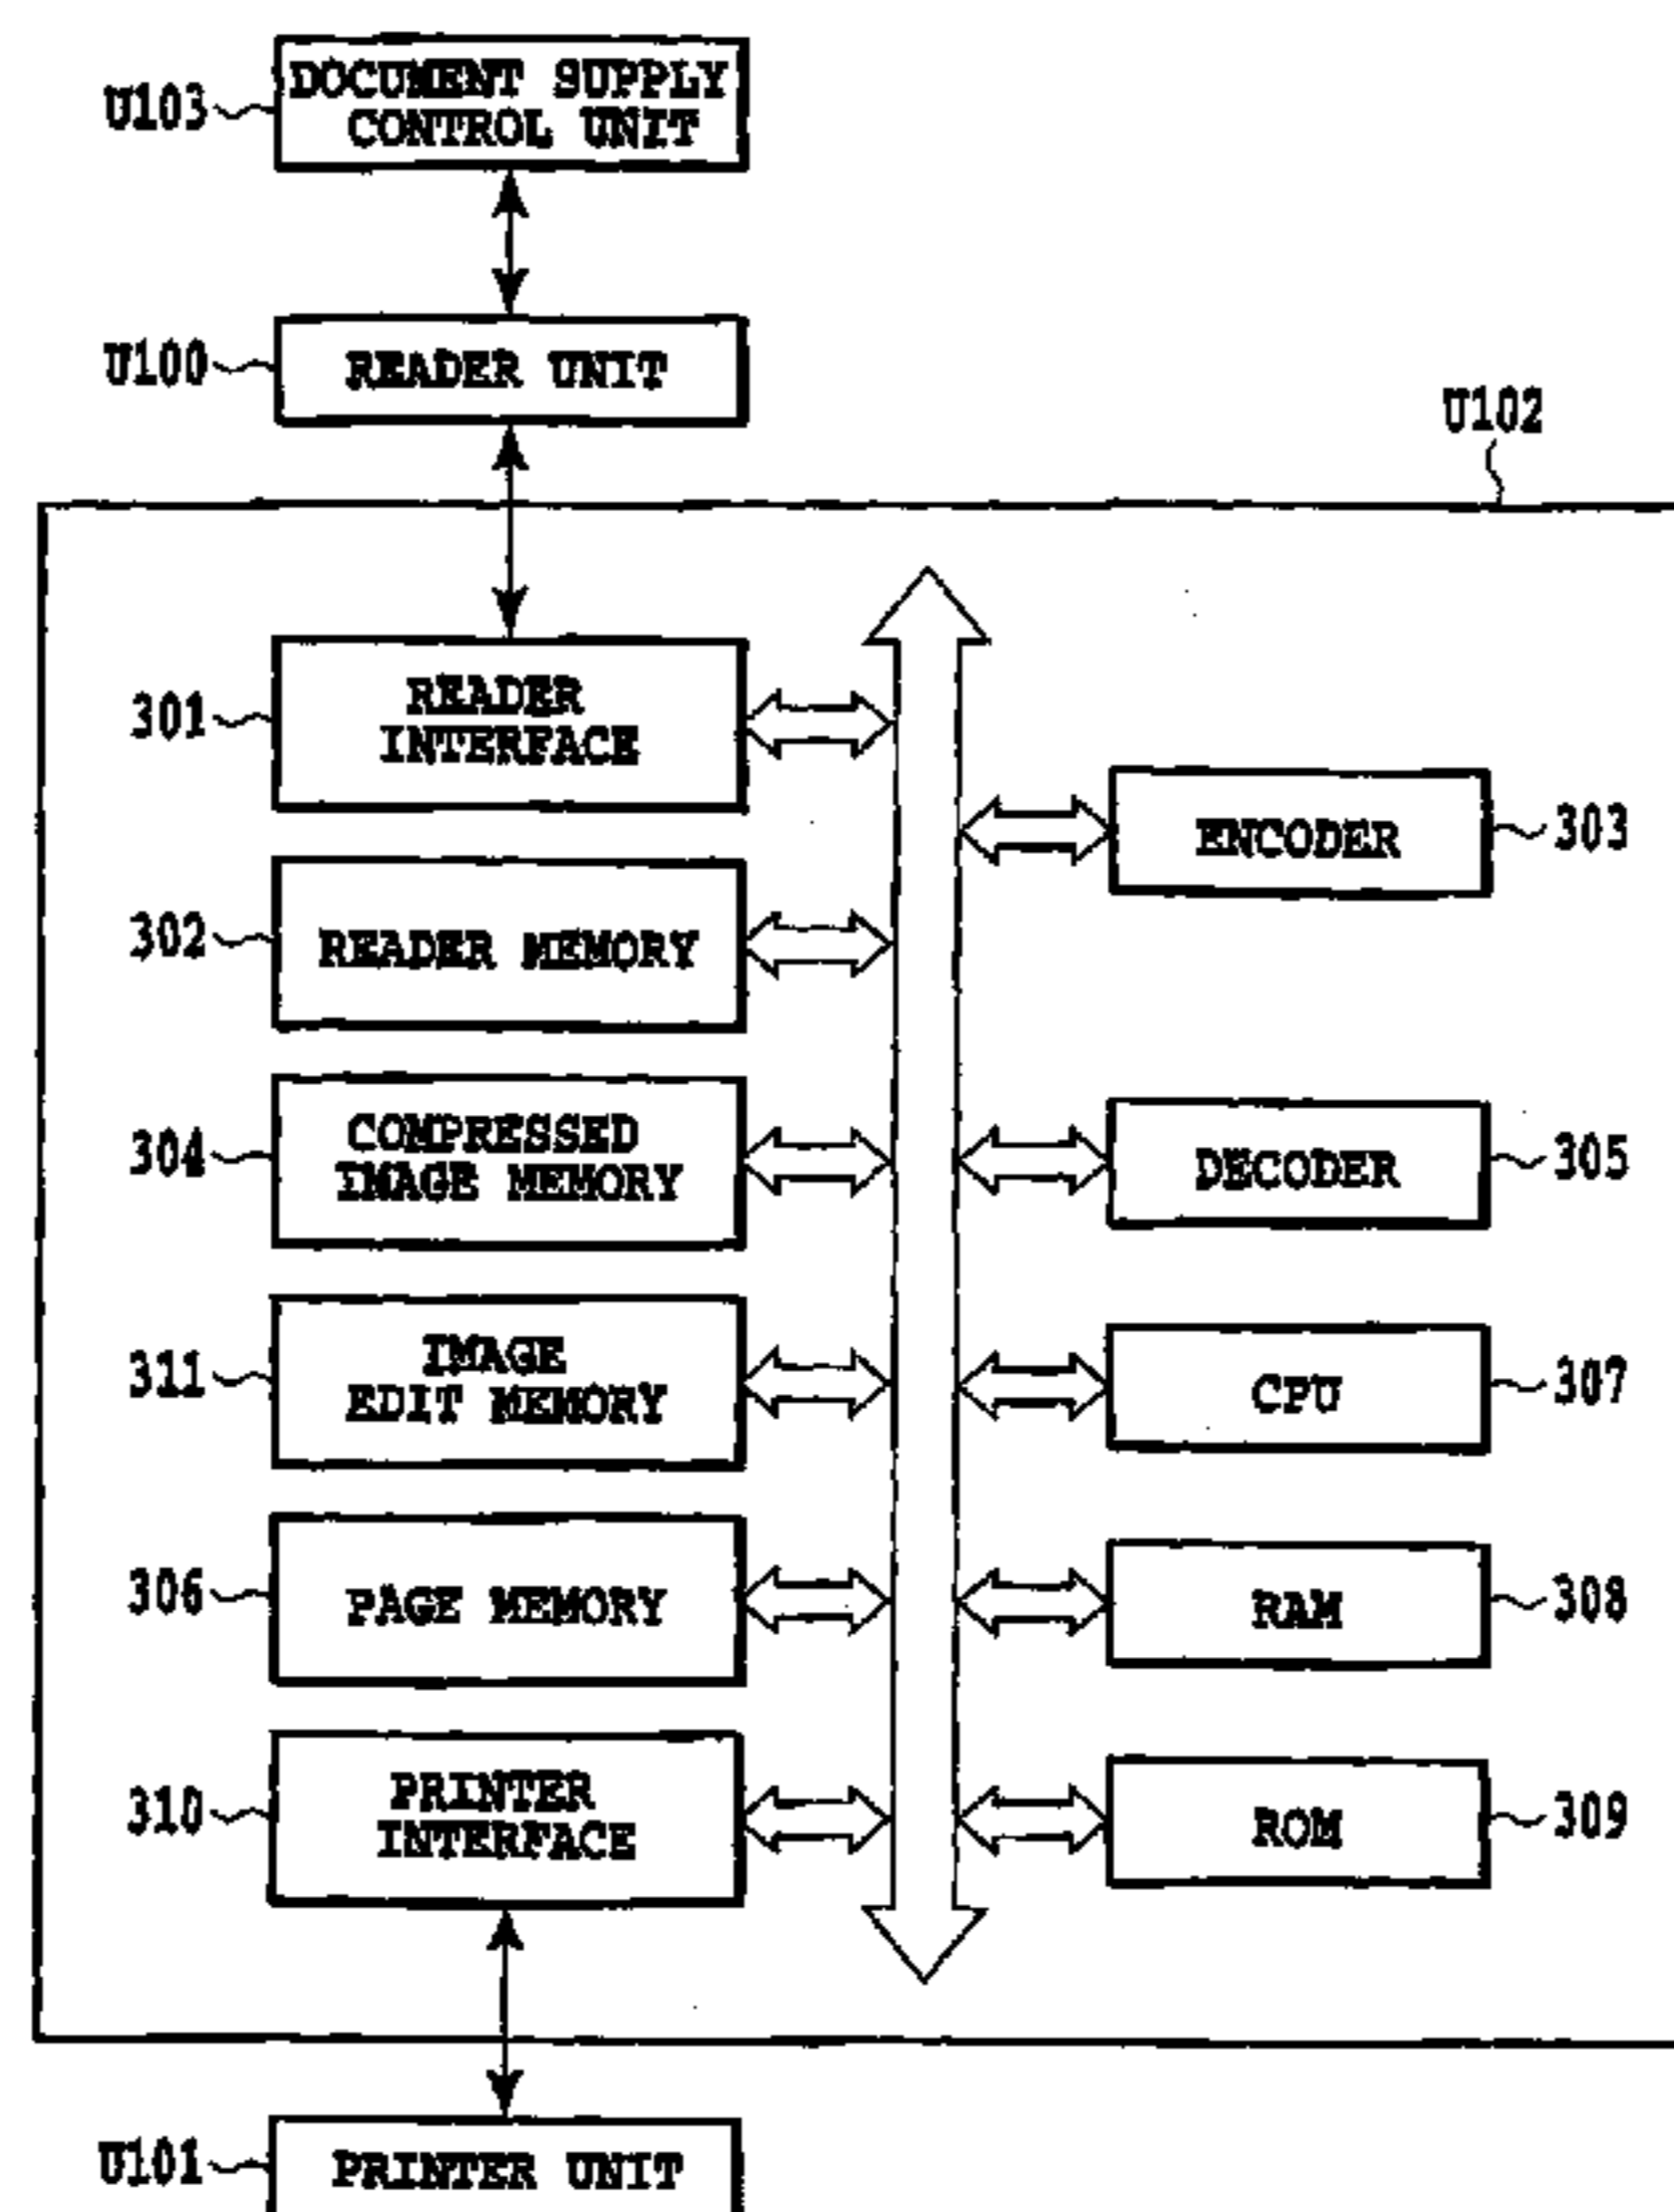 U103
DOCUMENT SUPPLY
CONTROL UNIT
U100
READER UNIT
U102
301
READER
INTERFACE
ENCODER
303
302
READER MEMORY
304
COMPRESSED
IMAGE MEMORY
DECODER
305
311
IMAGE
EDIT MEMORY
CPU
307
306
PAGE MEMORY
RAM
308
310
PRINTER
INTERFACE
ROM
309
U101
PRINTER UNIT